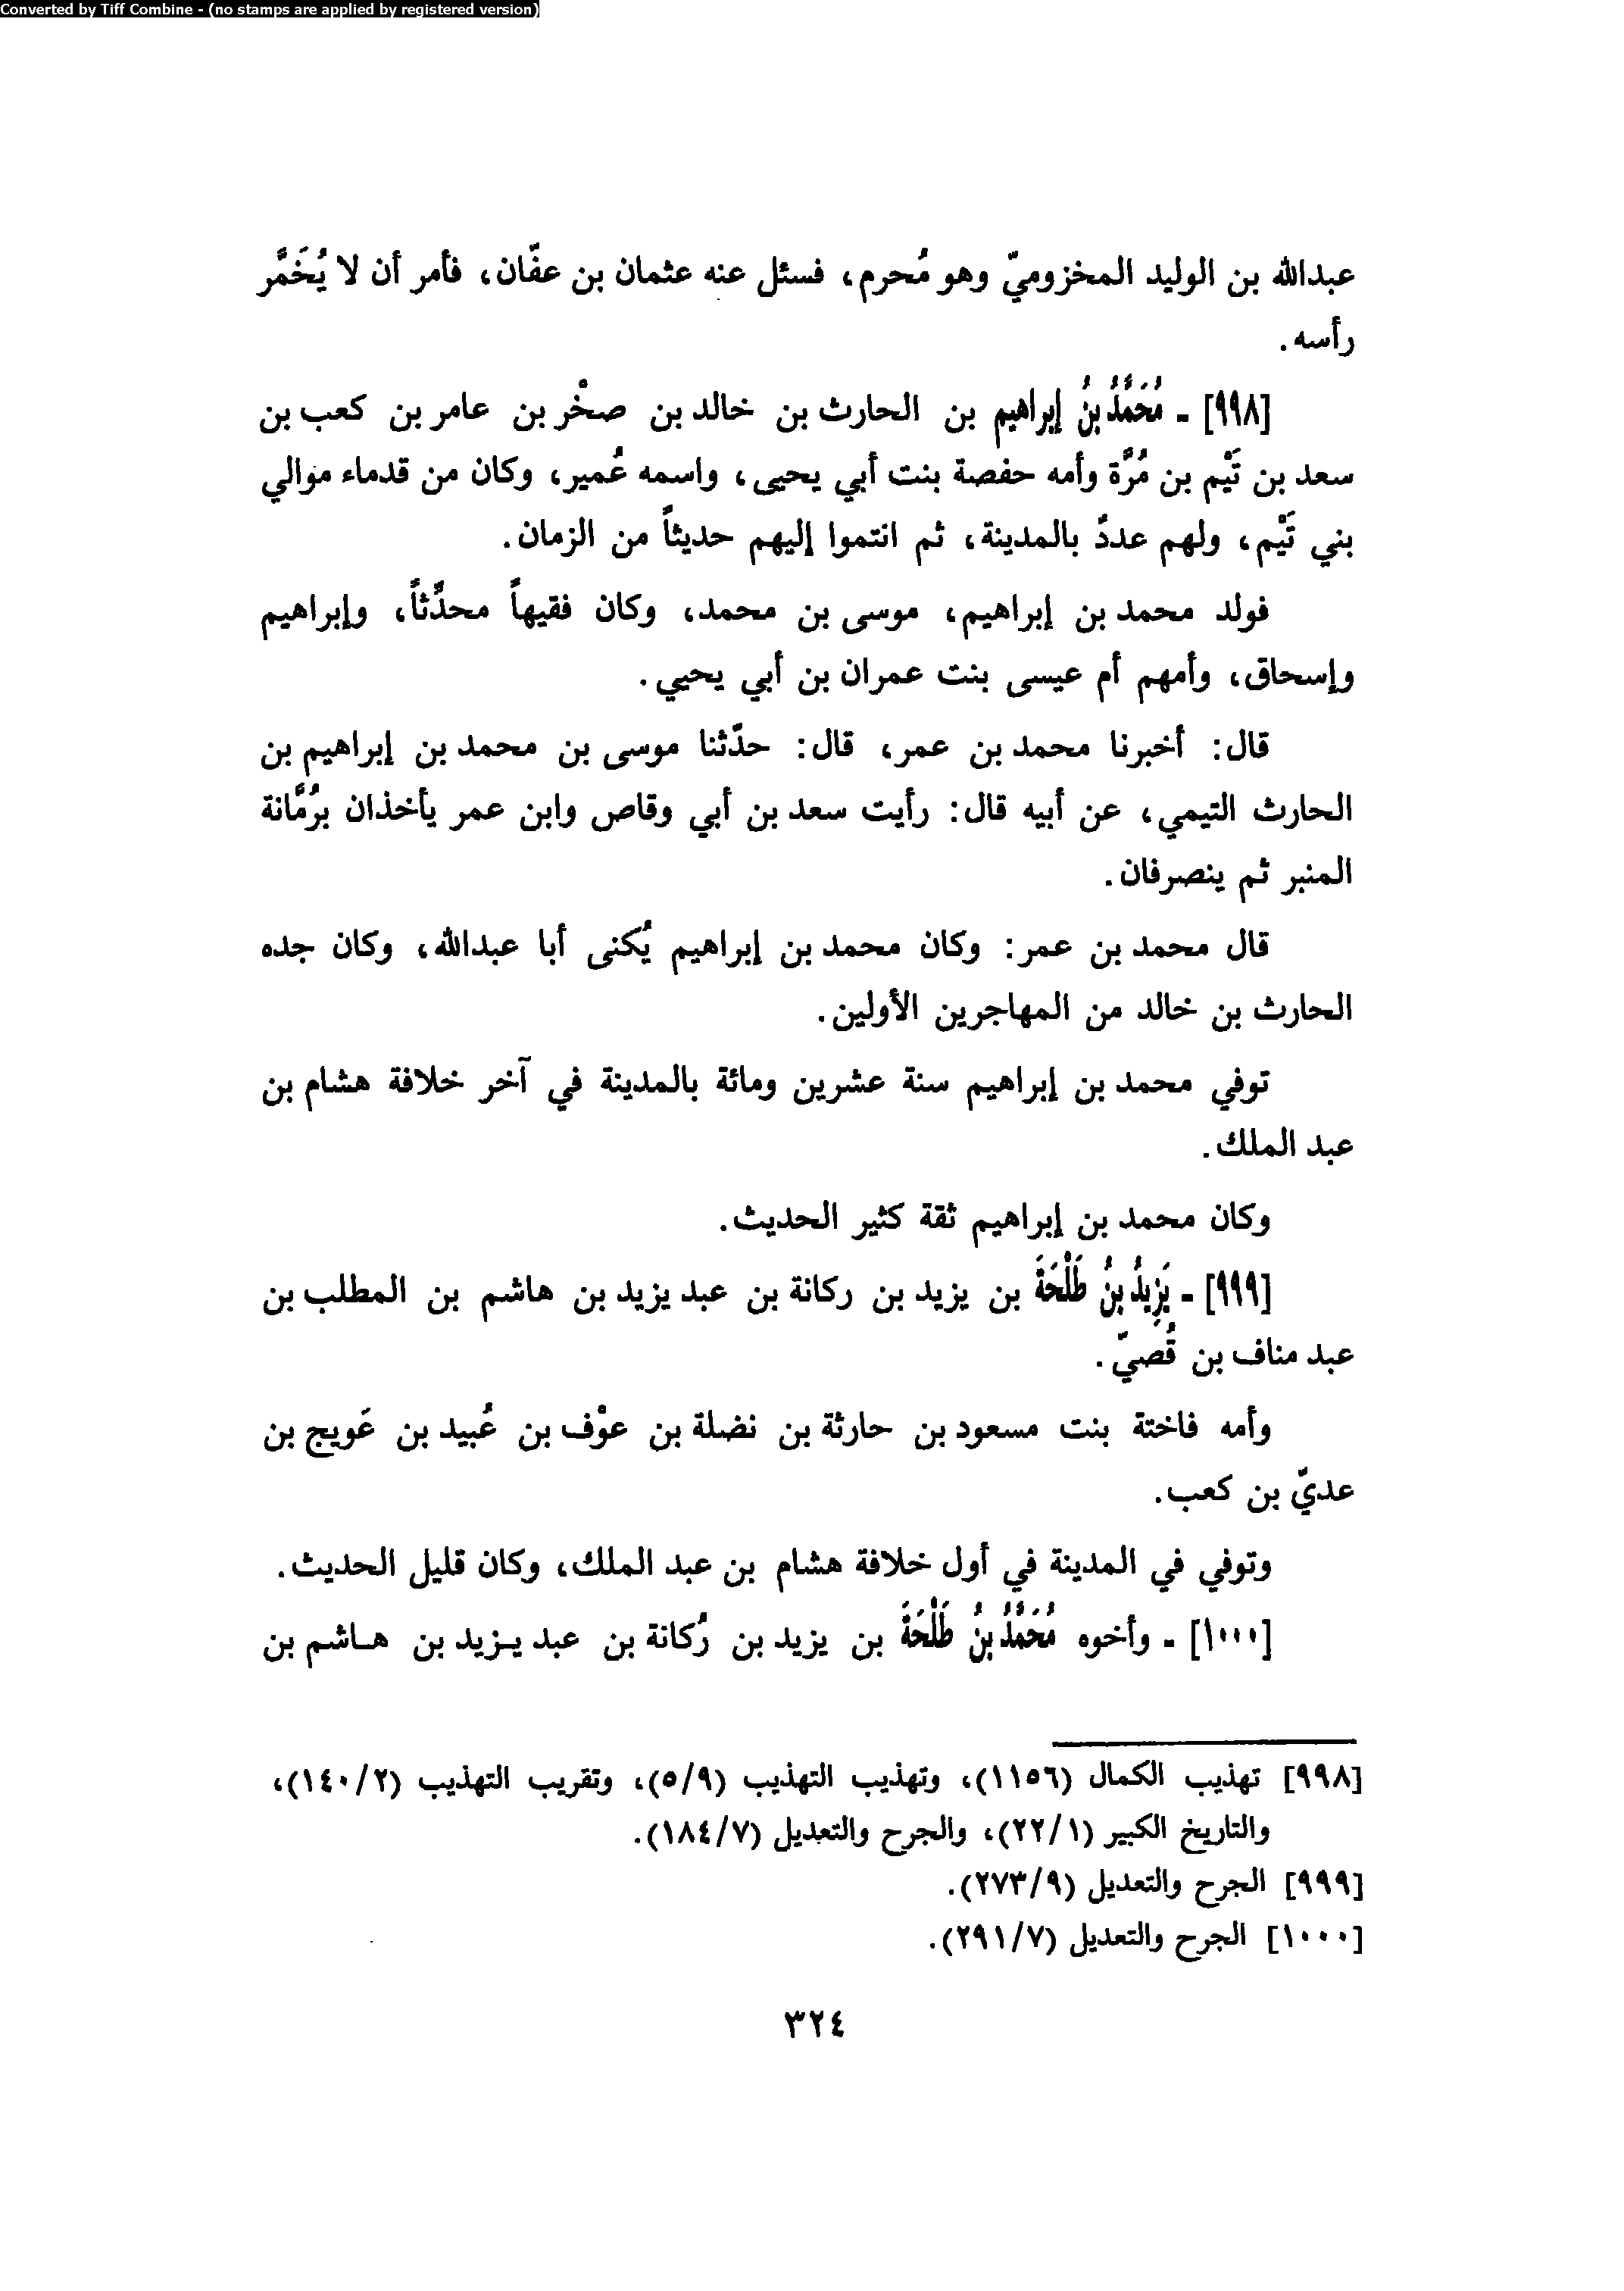 Converted by Tiff Combine - (no stamps are applied by registered version)
عبدالله بن الوليد المخزوميّ وهو مُحرم، فسئل عنه عثمان بن عفّان، فأمر أن لا يُخَمَّر
رأسه.
[٩٩٨] - مُحَمَّدُ بنُ إبراهيم بن الحارث بن خالد بن صخْر بن عامر بن كعب بن
سعد بن تَيْم بن مُرَّة وأمه حفصة بنت أبي يحيى، واسمه عُمير، وكان من قدماء موالي
بني تَيْم، ولهم عددٌ بالمدينة، ثم انتموا إليهم حديثاً من الزمان.
فولد محمد بن إبراهيم، موسى بن محمد، وكان فقيهاً محدِّثاً، وإبراهيم
وإسحاق، وأمهم أم عيسى بنت عمران بن أبي يحيي.
قال: أخبرنا محمد بن عمر، قال: حدّثنا موسى بن محمد بن إبراهيم بن
الحارث التيمي، عن أبيه قال: رأيت سعد بن أبي وقاص وابن عمر يأخذان برُمَّانة
المنبر ثم ينصرفان.
قال محمد بن عمر: وكان محمد بن إبراهيم يُكنى أبا عبدالله، وكان جده
الحارث بن خالد من المهاجرين الأولين.
توفي محمد بن إبراهيم سنة عشرين ومائة بالمدينة في آخر خلافة هشام بن
عبد الملك.
وكان محمد بن إبراهيم ثقة كثير الحديث.
[٩٩٩] - يَزِيدُ بنُ طَلْحَةَ بن يزيد بن ركانة بن عبد يزيد بن هاشم بن المطلب بن
عبد مناف بن قُصيّ.
وأمه فاختة بنت مسعود بن حارثة بن نضلة بن عوْف بن عُبيد بن عَويج بن
عديّ بن كعب.
وتوفي في المدينة في أول خلافة هشام بن عبد الملك، وكان قليل الحديث.
[١٠٠٠] - وأخوه مُحَمَّدُ بنُ طَلْحَةَ بن يزيد بن رُكانة بن عبد يـزيد بن هـاشم بن
[٩٩٨] تهذيب الكمال (١١٥٦)، وتهذيب التهذيب (٥/٩)، وتقريب التهذيب (١٤٠/٢)،
والتاريخ الكبير (٢٢/١)، والجرح والتعديل (١٨٤/٧).
[٩٩٩] الجرح والتعديل (٢٧٣/٩).
[١٠٠٠] الجرح والتعديل (٢٩١/٧).
٣٢٤